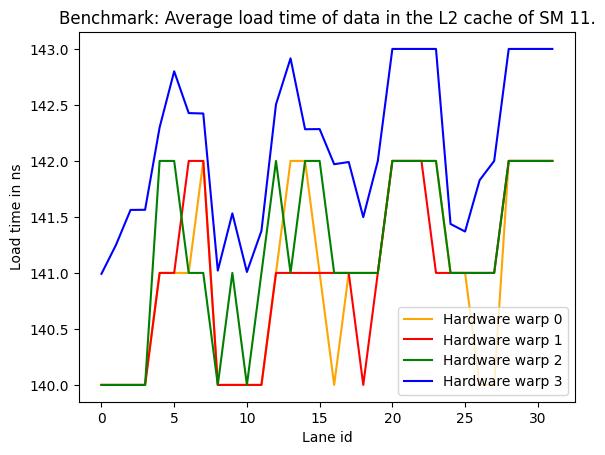 Benchmark: Average load time of data in the L2 cache of SM 11.
143.0
142.5
142.0
141.5
141.0
140.5
140.0
Load time in ns
Hardware warp 0
Hardware warp 1
Hardware warp 2
Hardware warp 3
0 5 10 15 20 25 30
Lane id